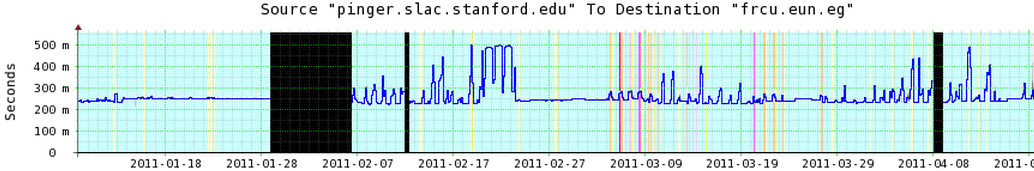 Source "pinger.slac.stanford.edu" To Destination "frcu.eun.eg"
Seconds
500 m
400 m
300 m
200 m
100 m
0
2011-01-18 2011-01-28 2011-02-07 2011-02-17 2011-02-27 2011-03-09 2011-03-19 2011-03-29 2011-04-08 2011-0